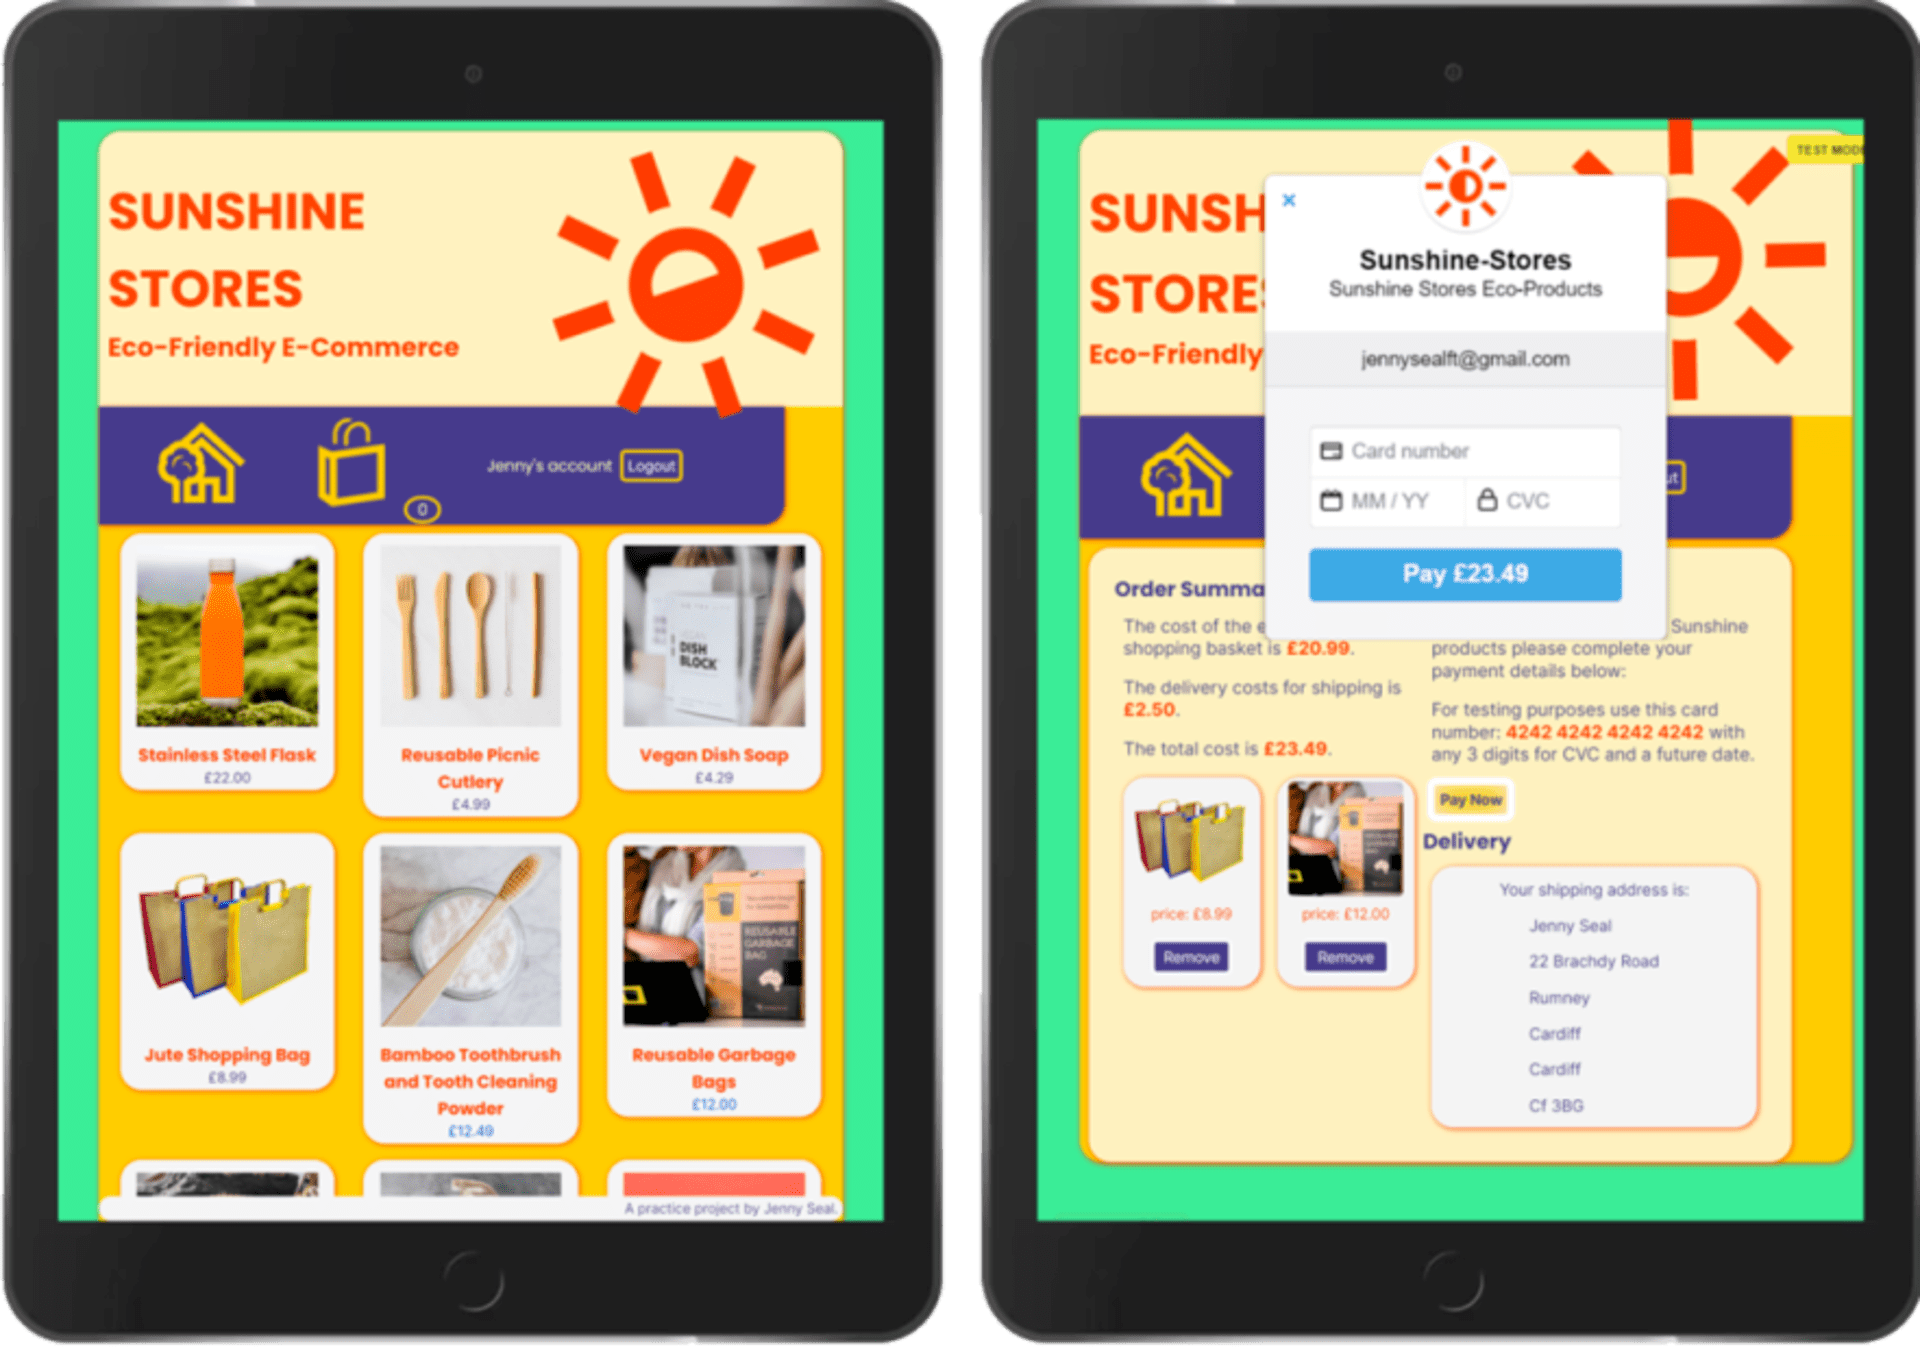 SUNSHINE
STORES
Eco-Friendly E-Commerce
Jenny's account Logout
0
DISH
BLOCK
Stainless Steel Flask
£22.00
Reusable Picnic
Cutlery
£4.99
Vegan Dish Soap
£4.29
REUSABLE
GARBAGE
BAG
Jute Shopping Bag
£8.99
Bamboo Toothbrush
and Tooth Cleaning
Powder
£12.49
Reusable Garbage
Bags
£12.00
A practice project by Jenny Seal.
TEST MOD
SUNSH
STORES
Eco-Friendly
×
Sunshine-Stores
Sunshine Stores Eco-Products
jennysealft@gmail.com
Card number
MM / YY
CVC
Pay £23.49
ut
Order Summa
The cost of the e
shopping basket is £20.99.
The delivery costs for shipping is
£2.50.
The total cost is £23.49.
price: £8.99
Remove
price: £12.00
Remove
Sunshine
products please complete your
payment details below:
For testing purposes use this card
number: 4242 4242 4242 4242 with
any 3 digits for CVC and a future date.
Pay Now
Delivery
Your shipping address is:
Jenny Seal
22 Brachdy Road
Rumney
Cardiff
Cardiff
Cf 3BG